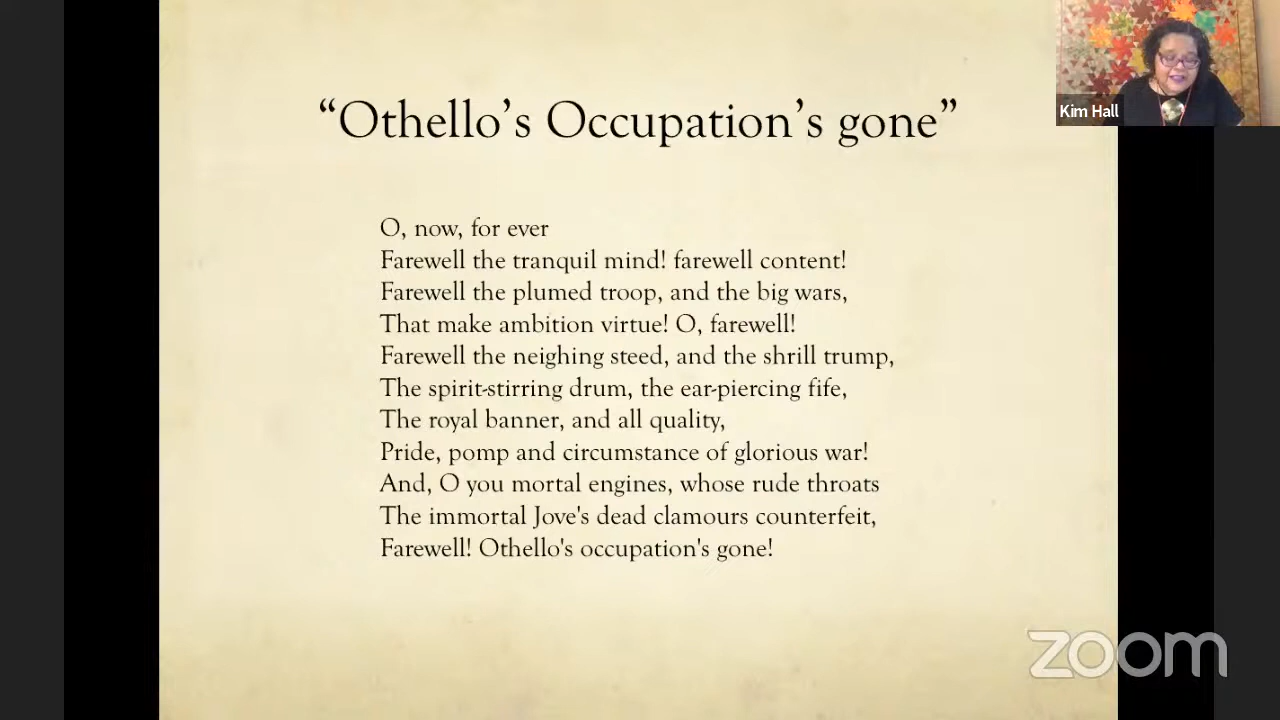 “Othello’s Occupation’s gone”
Kim Hall
O, now, for ever
Farewell the tranquil mind! farewell content!
Farewell the plumed troop, and the big wars,
That make ambition virtue! O, farewell!
Farewell the neighing steed, and the shrill trump,
The spirit-stirring drum, the ear-piercing fife,
The royal banner, and all quality,
Pride, pomp and circumstance of glorious war!
And, O you mortal engines, whose rude throats
The immortal Jove's dead clamours counterfeit,
Farewell! Othello's occupation's gone!
zoom